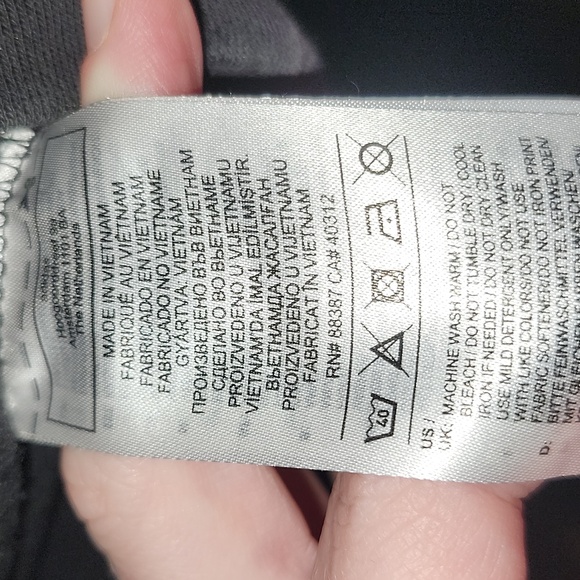 Hoogoorddreef 9a
Amsterdam 1101 BA
The Netherlands
MADE IN VIETNAM
FABRIQUÉ AU VIÊTNAM
FABRICADO EN VIETNAM
FABRICADO NO VIETNAME
GYÁRTVA: VIETNÁM
ПРОИЗВЕДЕНО ВЪВ ВИЕТНАМ
СДЕЛАНО ВО ВЬЕТНАМЕ
PROIZVEDENO U VIJETNAMU
VİETNAM'DA İMAL EDİLMİŞTİR.
ВЬЕТНАМДА ЖАСАЛҒАН
PROIZVEDENO U VIJETNAMU
FABRICAT ÎN VIETNAM
RN# 88387 CA# 40312
40
US /
UK: MACHINE WASH WARM / DO NOT
BLEACH / DO NOT TUMBLE DRY / COOL
IRON IF NEEDED / DO NOT DRY CLEAN
USE MILD DETERGENT ONLY/WASH
WITH LIKE COLORS/DO NOT USE
FABRIC SOFTENER/DO NOT IRON PRINT
D: BITTE FEINWASCHMITTEL VERWENDEN/